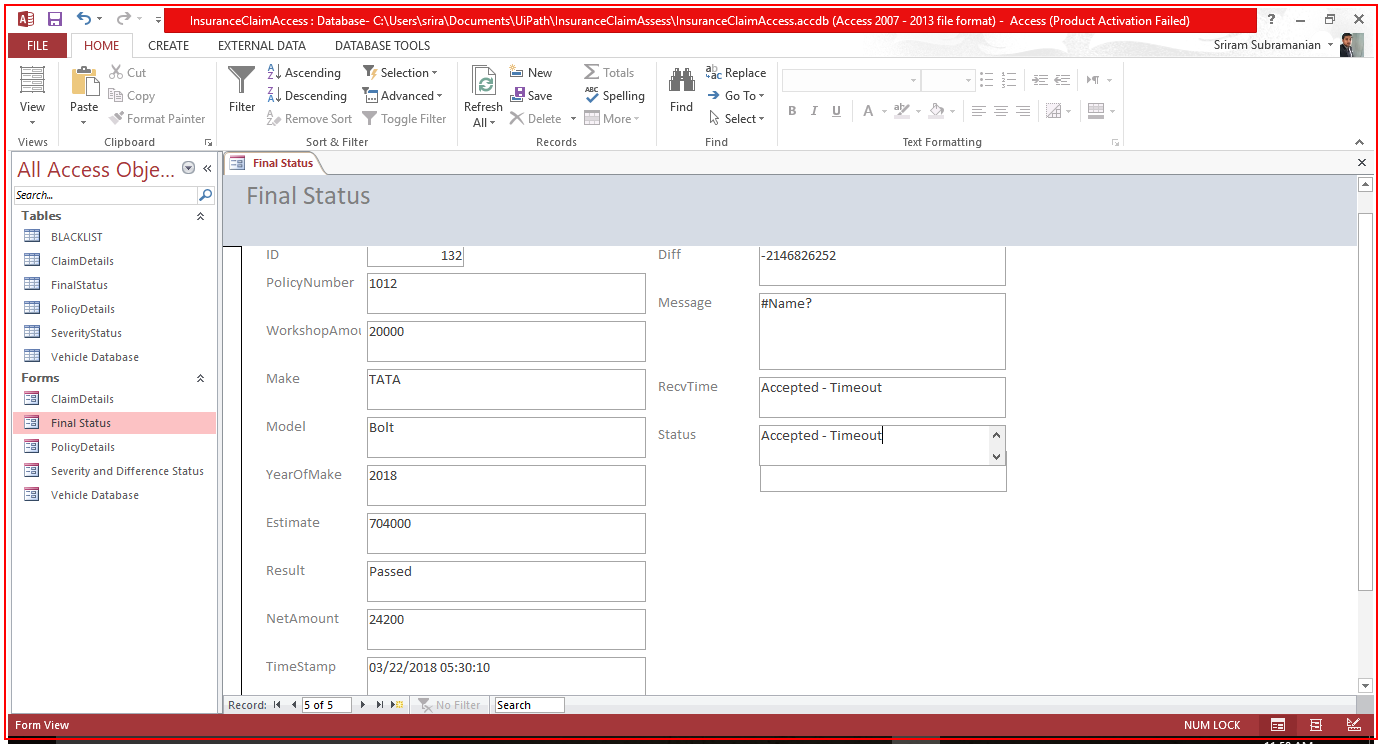 InsuranceClaimAccess : Database- C:\Users\srira\Documents\UiPath\InsuranceClaimAssess\InsuranceClaimAccess.accdb (Access 2007 - 2013 file format) - Access (Product Activation Failed)
FILE HOME CREATE EXTERNAL DATA DATABASE TOOLS Sriram Subramanian
Cut Ascending Selection New Totals Replace
Copy Descending Advanced Save Spelling Go To
View Paste Format Painter Filter Remove Sort Toggle Filter Refresh All Delete More Find Select
B I U A
Views Clipboard Sort & Filter Records Find Text Formatting
All Access Obje...
Search...
Tables
BLACKLIST
ClaimDetails
FinalStatus
PolicyDetails
SeverityStatus
Vehicle Database
Forms
ClaimDetails
Final Status
PolicyDetails
Severity and Difference Status
Vehicle Database
Final Status
Final Status
ID 132
PolicyNumber 1012
WorkshopAmou 20000
Make TATA
Model Bolt
YearOfMake 2018
Estimate 704000
Result Passed
NetAmount 24200
TimeStamp 03/22/2018 05:30:10
Diff -2146826252
Message #Name?
RecvTime Accepted - Timeout
Status Accepted - Timeout
Record: 5 of 5 No Filter Search
Form View NUM LOCK